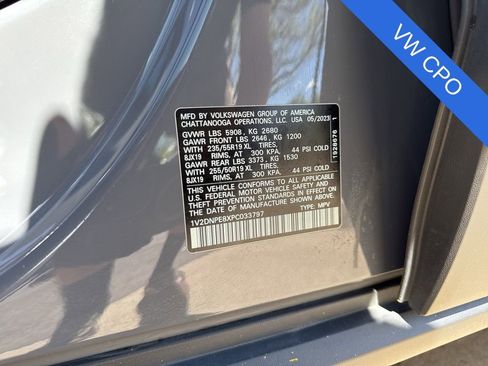 VW CPO
MFD BY VOLKSWAGEN GROUP OF AMERICA
CHATTANOOGA OPERATIONS, LLC. USA 05/2023
GVWR LBS 5908, KG 2680
GAWR FRONT LBS 2646, KG 1200
WITH 235/55R19 XL TIRES,
8JX19 RIMS, AT 300 KPA, 44 PSI COLD
GAWR REAR LBS 3373, KG 1530
WITH 255/50R19 XL TIRES,
8JX19 RIMS, AT 300 KPA, 44 PSI COLD
THIS VEHICLE CONFORMS TO ALL APPLICABLE
U.S. FEDERAL MOTOR VEHICLE SAFETY AND
THEFT PREVENTION STANDARDS IN EFFECT ON
THE DATE OF MANUFACTURE SHOWN ABOVE.
1V2DNPE8XPC033797 TYPE: MPV
1S28676 1